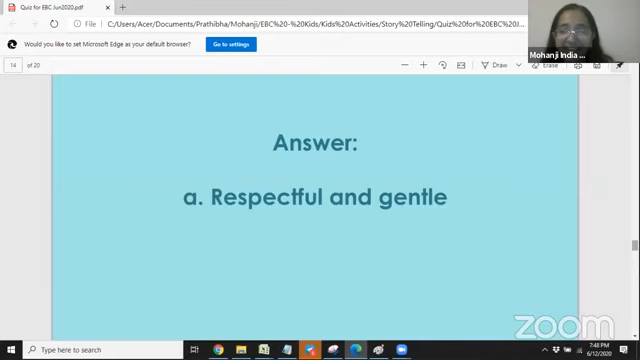 Quiz for EBC Jun2020.pdf
File
C:/Users/Acer/Documents/Prathibha/Mohanji/EBC%20-%20Kids/Kids%20Activities/Story%20Telling/Quiz%20for%20EBC%20J...
Would you like to set Microsoft Edge as your default browser?
Go to settings
Mohanji India ...
14
of 20
Draw
Erase
Answer:
a. Respectful and gentle
zoom
Type here to search
7:48 PM
6/12/2020